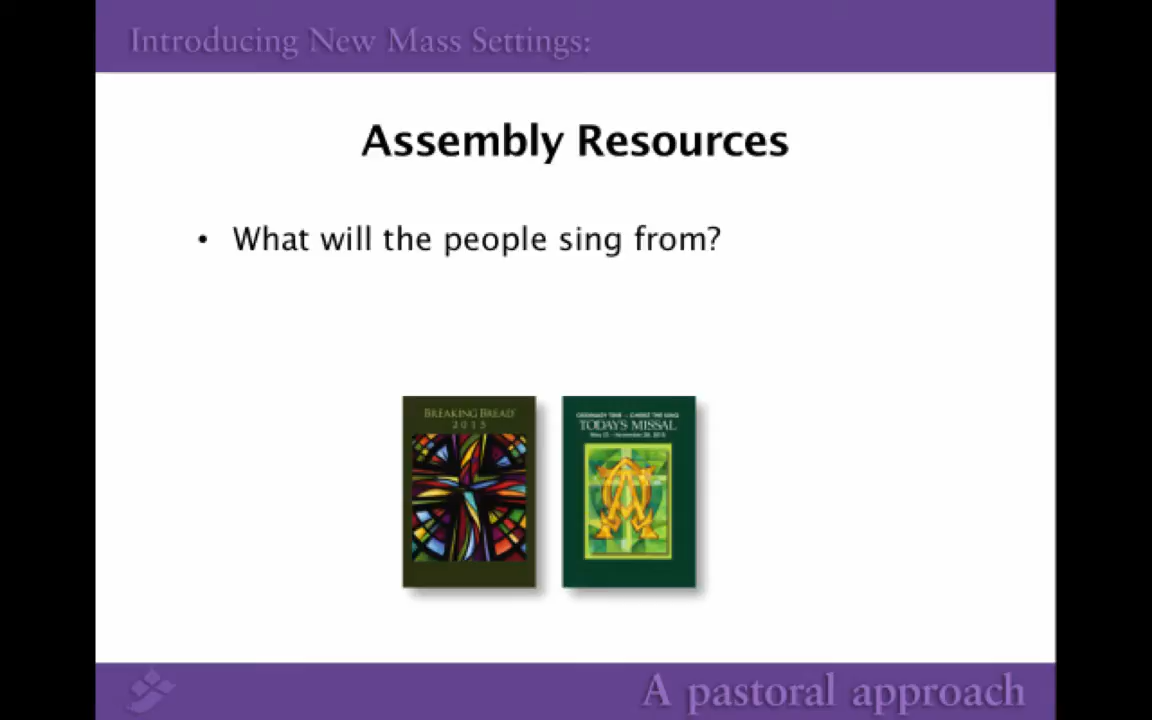 Introducing New Mass Settings:
Assembly Resources
• What will the people sing from?
BREAKING BREAD
2015
ORDINARY TIME – CHRIST THE KING
TODAY'S MISSAL
A pastoral approach